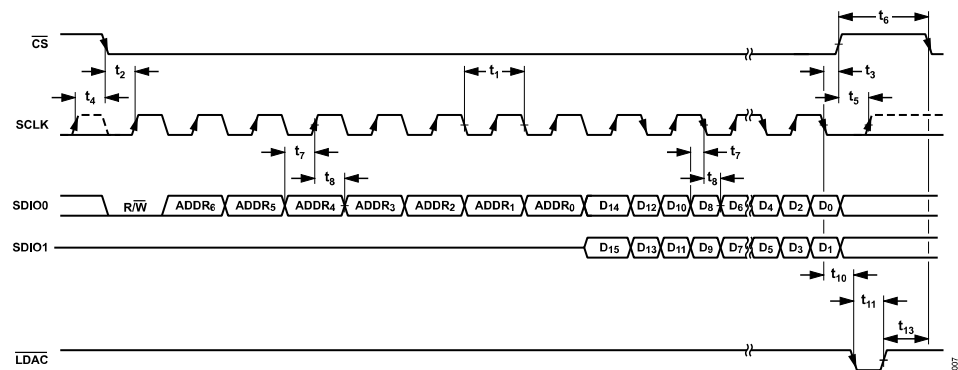 t6
CS
t2
t1
t3
t4
t5
SCLK
t7
t7
t8
t8
SDIO0
R/W
ADDR6
ADDR5
ADDR4
ADDR3
ADDR2
ADDR1
ADDR0
D14
D12
D10
D8
D6
D4
D2
D0
SDIO1
D15
D13
D11
D9
D7
D5
D3
D1
t10
t11
t13
LDAC
007